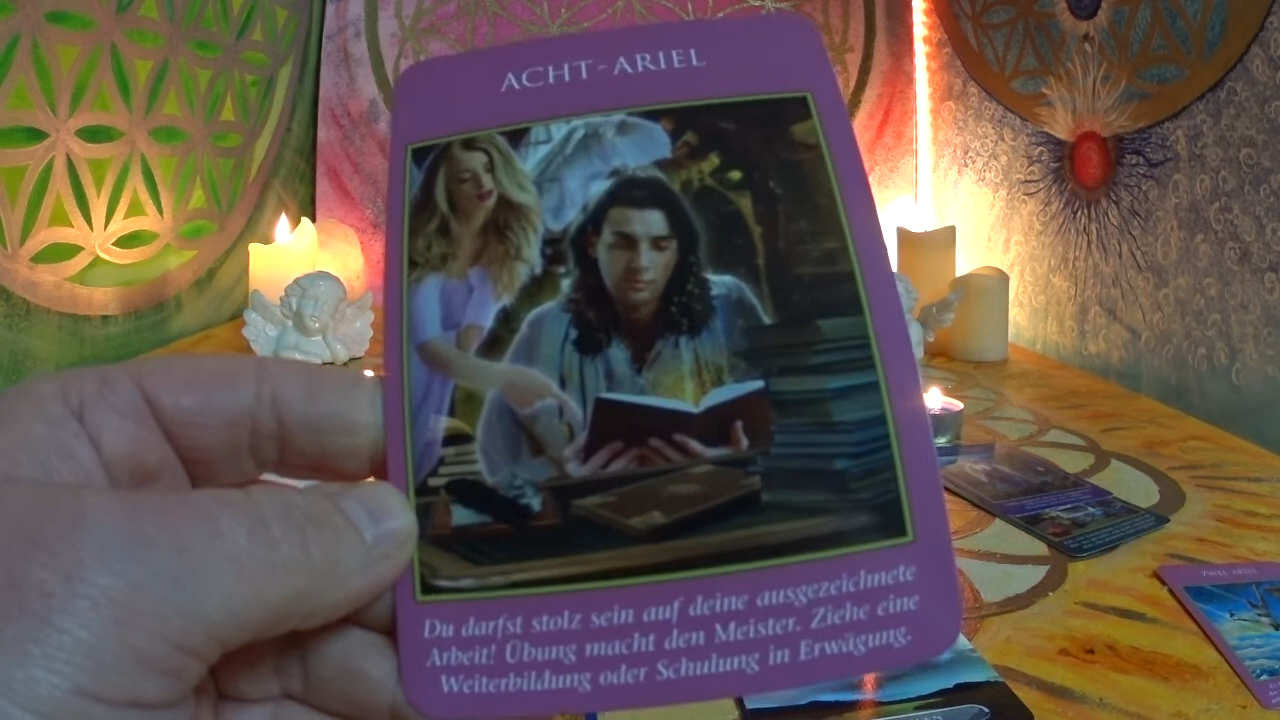 ACHT-ARIEL
Du darfst stolz sein auf deine ausgezeichnete
Arbeit! Übung macht den Meister. Ziehe eine
Weiterbildung oder Schulung in Erwägung.
ZWEI-ARIEL